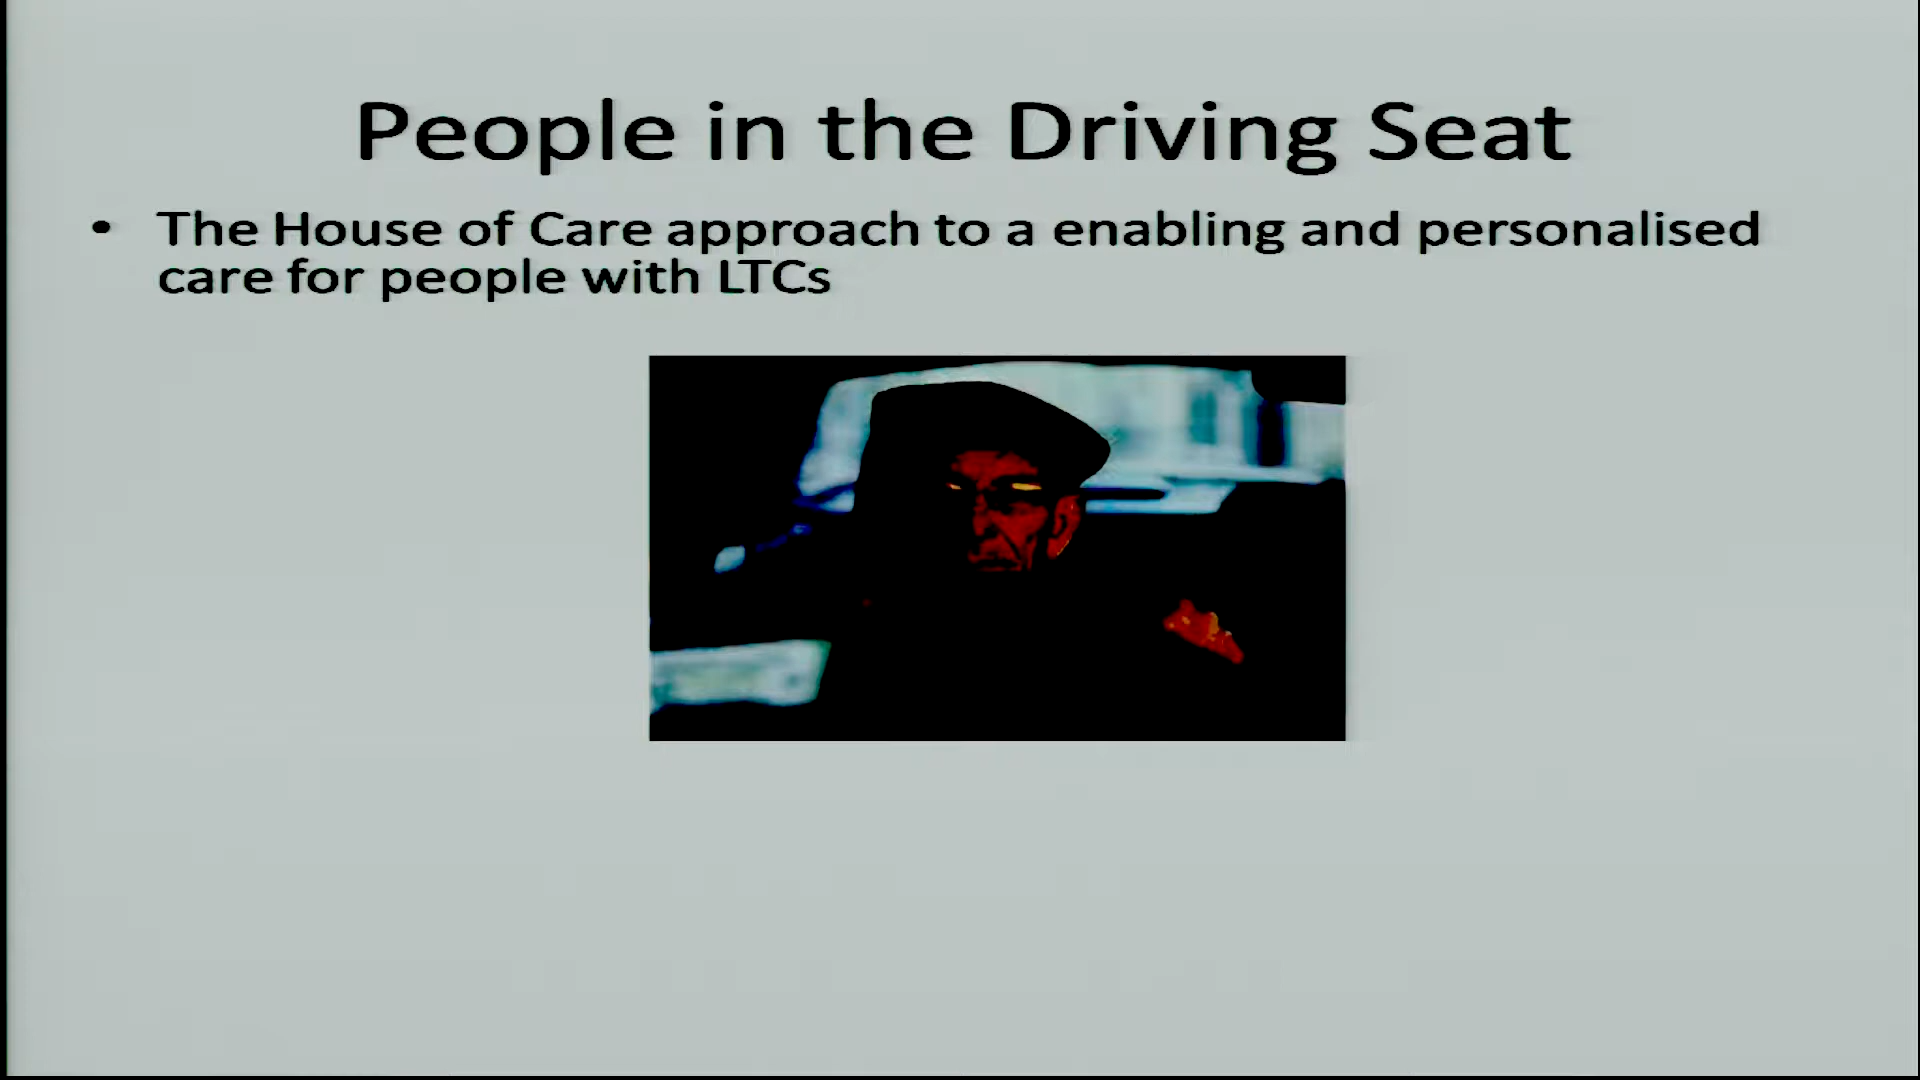 People in the Driving Seat
• The House of Care approach to a enabling and personalised
care for people with LTCs